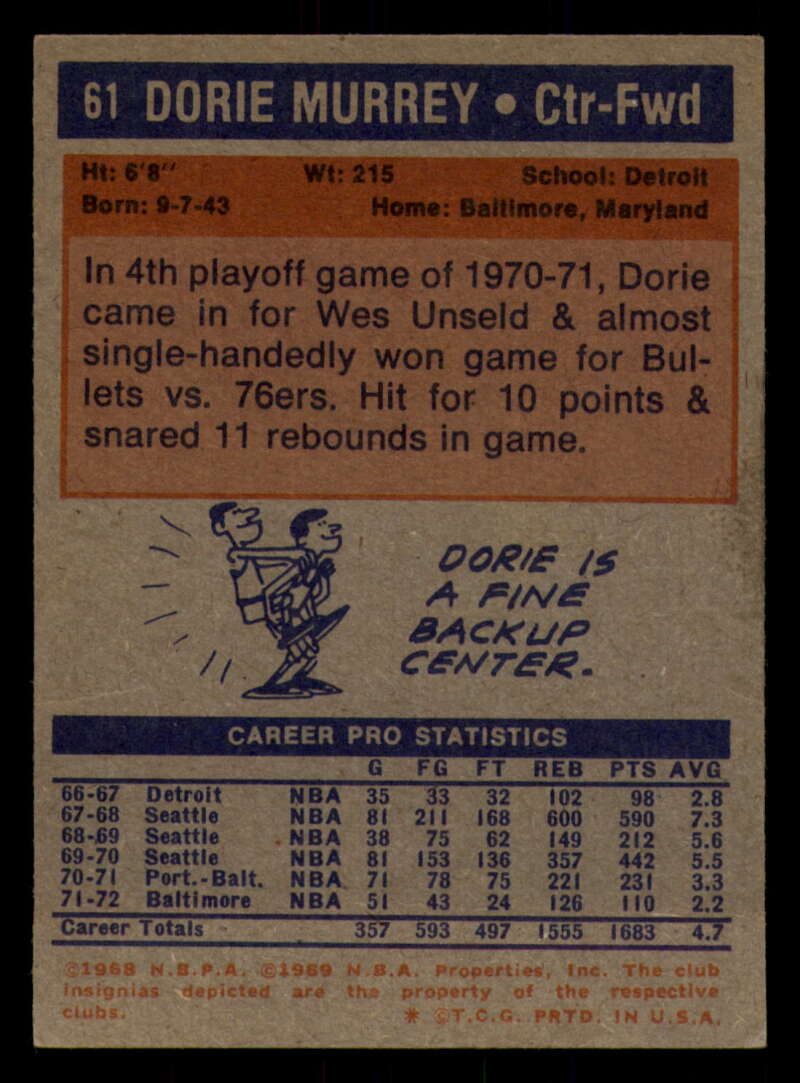 61 DORIE MURREY • Ctr-Fwd
Ht: 6'8" Wt: 215 School: Detroit
Born: 9-7-43 Home: Baltimore, Maryland
In 4th playoff game of 1970-71, Dorie
came in for Wes Unseld & almost
single-handedly won game for Bul-
lets vs. 76ers. Hit for 10 points &
snared 11 rebounds in game.
DORIE IS
A FINE
BACKUP
CENTER.
CAREER PRO STATISTICS
G FG FT REB PTS AVG
66-67 Detroit NBA 35 33 32 102 98 2.8
67-68 Seattle NBA 81 211 168 600 590 7.3
68-69 Seattle NBA 38 75 62 149 212 5.6
69-70 Seattle NBA 81 153 136 357 442 5.5
70-71 Port.-Balt. NBA 71 78 75 221 231 3.3
71-72 Baltimore NBA 51 43 24 126 110 2.2
Career Totals 357 593 497 1555 1683 4.7
©1968 N.B.P.A. ©1969 N.B.A. Properties, Inc. The club
insignias depicted are the property of the respective
clubs. * ©T.C.G. PRTD. IN U.S.A.